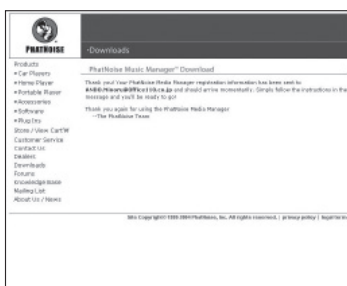 PHATNOISE
-Downloads
Products
Car Players
Home Player
Portable Player
Accessories
Software
Plug Ins
Store / View Cart
Customer Service
Contact Us
Dealers
Downloads
Forums
Knowledge Base
Mailing List
About Us / News
PhatNoise Music Manager™ Download
Thank you! Your PhatNoise Media Manager registration information has been sent to
and should arrive momentarily. Simply follow the instructions in the
message and you'll be ready to go!
Thank you again for using the PhatNoise Media Manager
--The PhatNoise Team
Site Copyright© 1999-2004 PhatNoise, Inc. All rights reserved. | privacy policy | legal terms